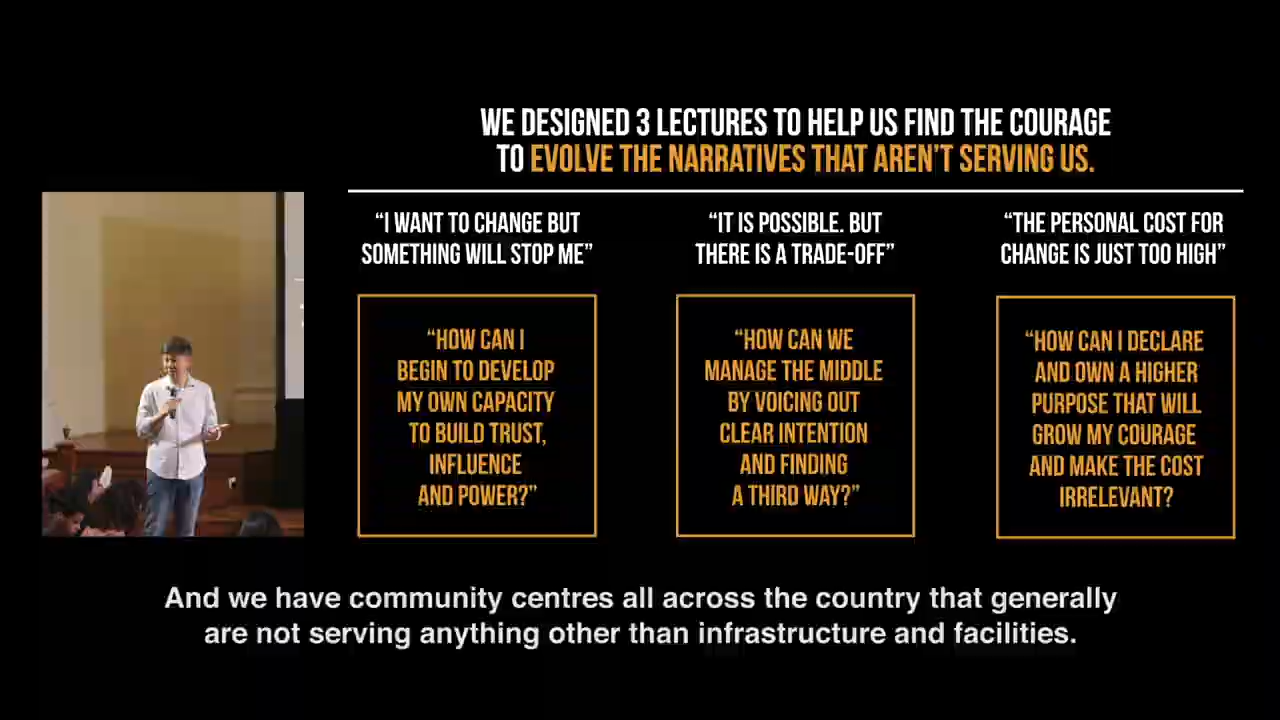 WE DESIGNED 3 LECTURES TO HELP US FIND THE COURAGE
TO EVOLVE THE NARRATIVES THAT AREN'T SERVING US.
“I WANT TO CHANGE BUT
SOMETHING WILL STOP ME”
“HOW CAN I
BEGIN TO DEVELOP
MY OWN CAPACITY
TO BUILD TRUST,
INFLUENCE
AND POWER?”
“IT IS POSSIBLE. BUT
THERE IS A TRADE-OFF”
“HOW CAN WE
MANAGE THE MIDDLE
BY VOICING OUT
CLEAR INTENTION
AND FINDING
A THIRD WAY?”
“THE PERSONAL COST FOR
CHANGE IS JUST TOO HIGH”
“HOW CAN I DECLARE
AND OWN A HIGHER
PURPOSE THAT WILL
GROW MY COURAGE
AND MAKE THE COST
IRRELEVANT?
And we have community centres all across the country that generally
are not serving anything other than infrastructure and facilities.